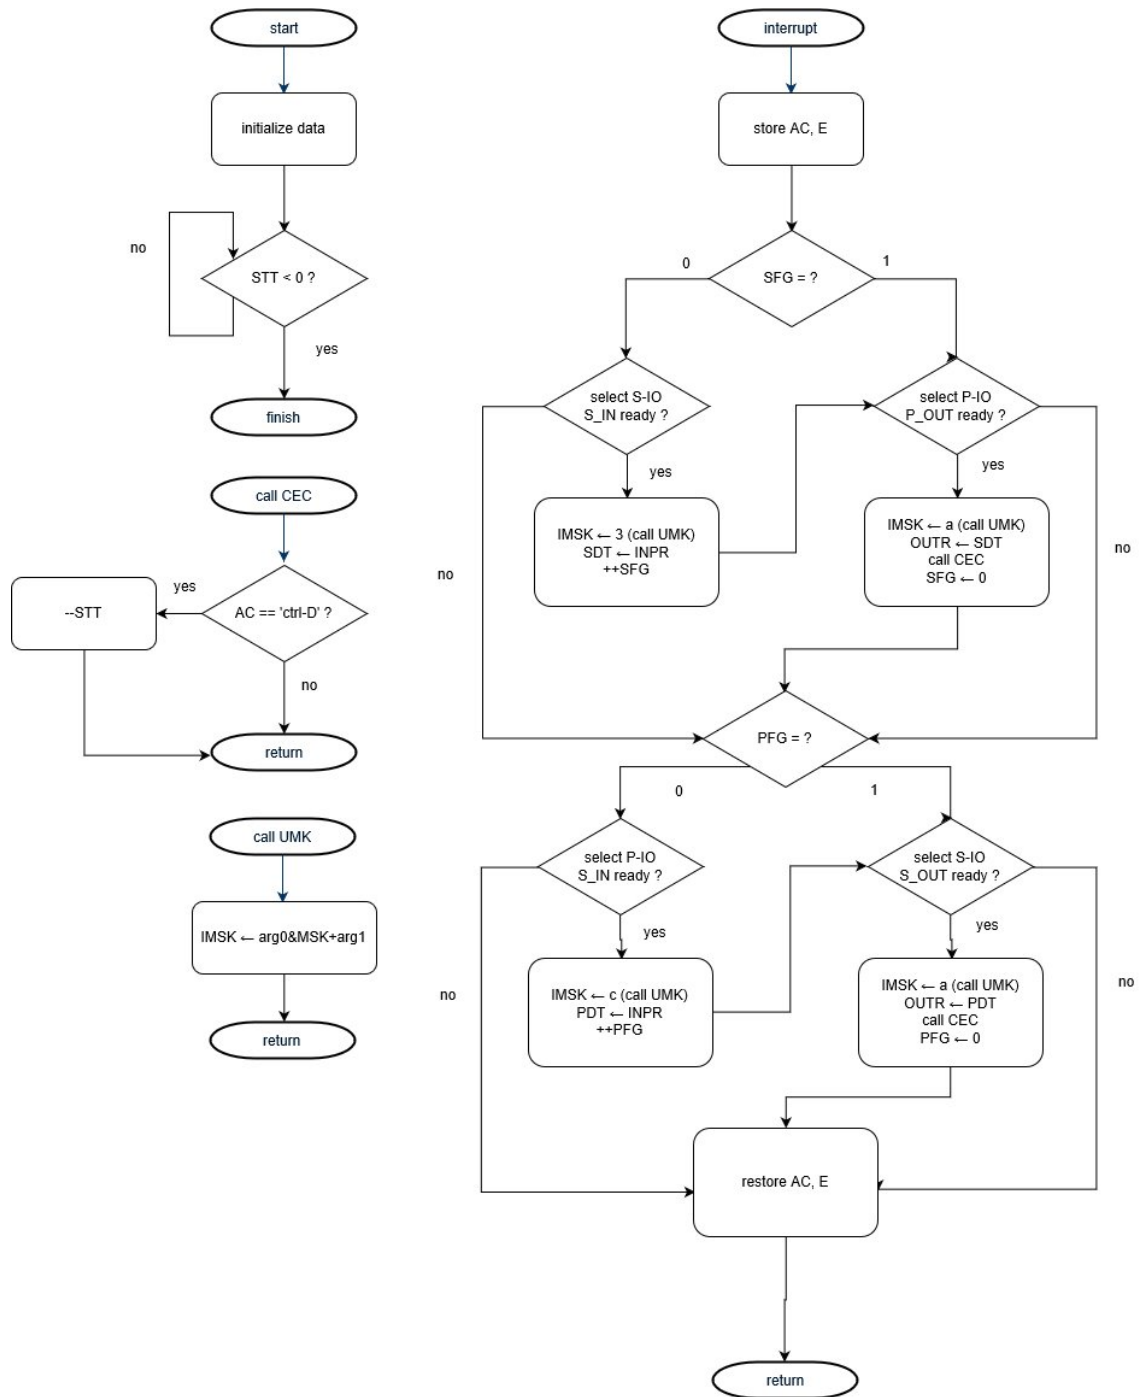 start
initialize data
no
STT < 0 ?
yes
finish
call CEC
yes
--STT
AC == 'ctrl-D' ?
no
return
call UMK
IMSK ← arg0&MSK+arg1
return
interrupt
store AC, E
0
SFG = ?
1
select S-IO
S_IN ready ?
select P-IO
P_OUT ready ?
yes
yes
IMSK ← 3 (call UMK)
SDT ← INPR
++SFG
IMSK ← a (call UMK)
OUTR ← SDT
call CEC
SFG ← 0
no
no
PFG = ?
0
1
select P-IO
S_IN ready ?
select S-IO
S_OUT ready ?
yes
yes
IMSK ← c (call UMK)
PDT ← INPR
++PFG
IMSK ← a (call UMK)
OUTR ← PDT
call CEC
PFG ← 0
no
no
restore AC, E
return